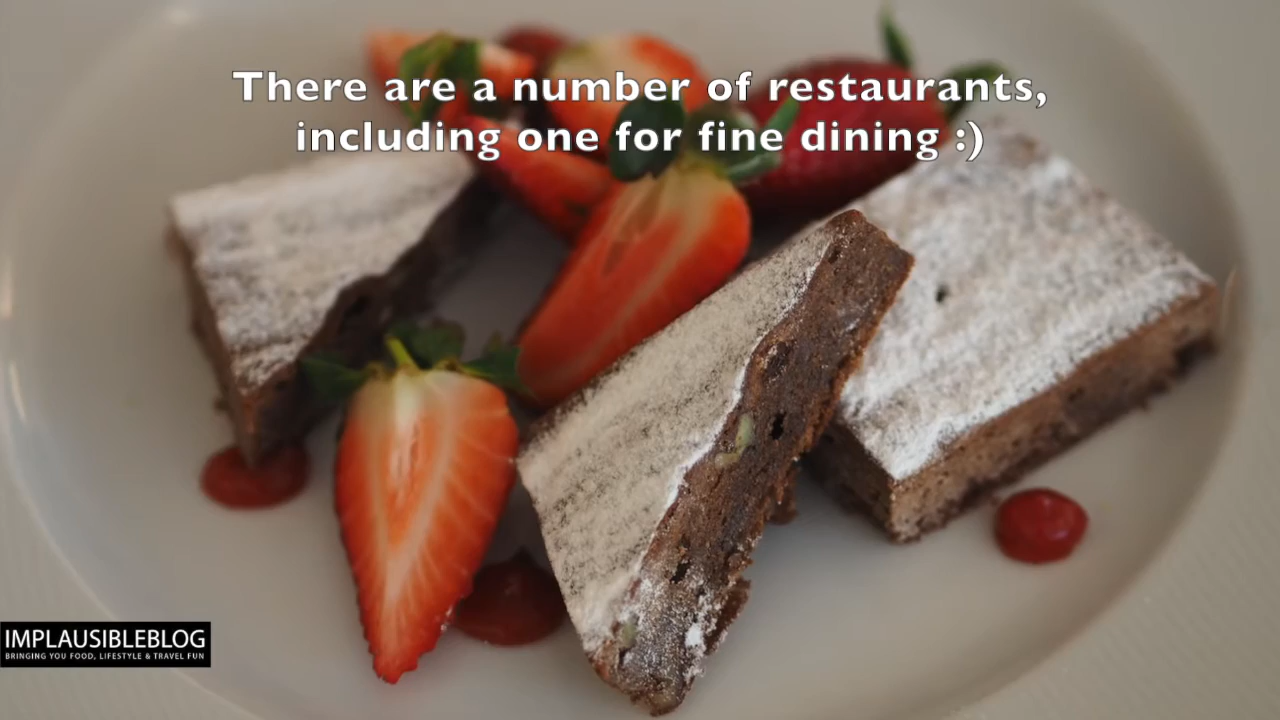 There are a number of restaurants,
including one for fine dining :)
IMPLAUSIBLEBLOG
BRINGING YOU FOOD, LIFESTYLE & TRAVEL FUN